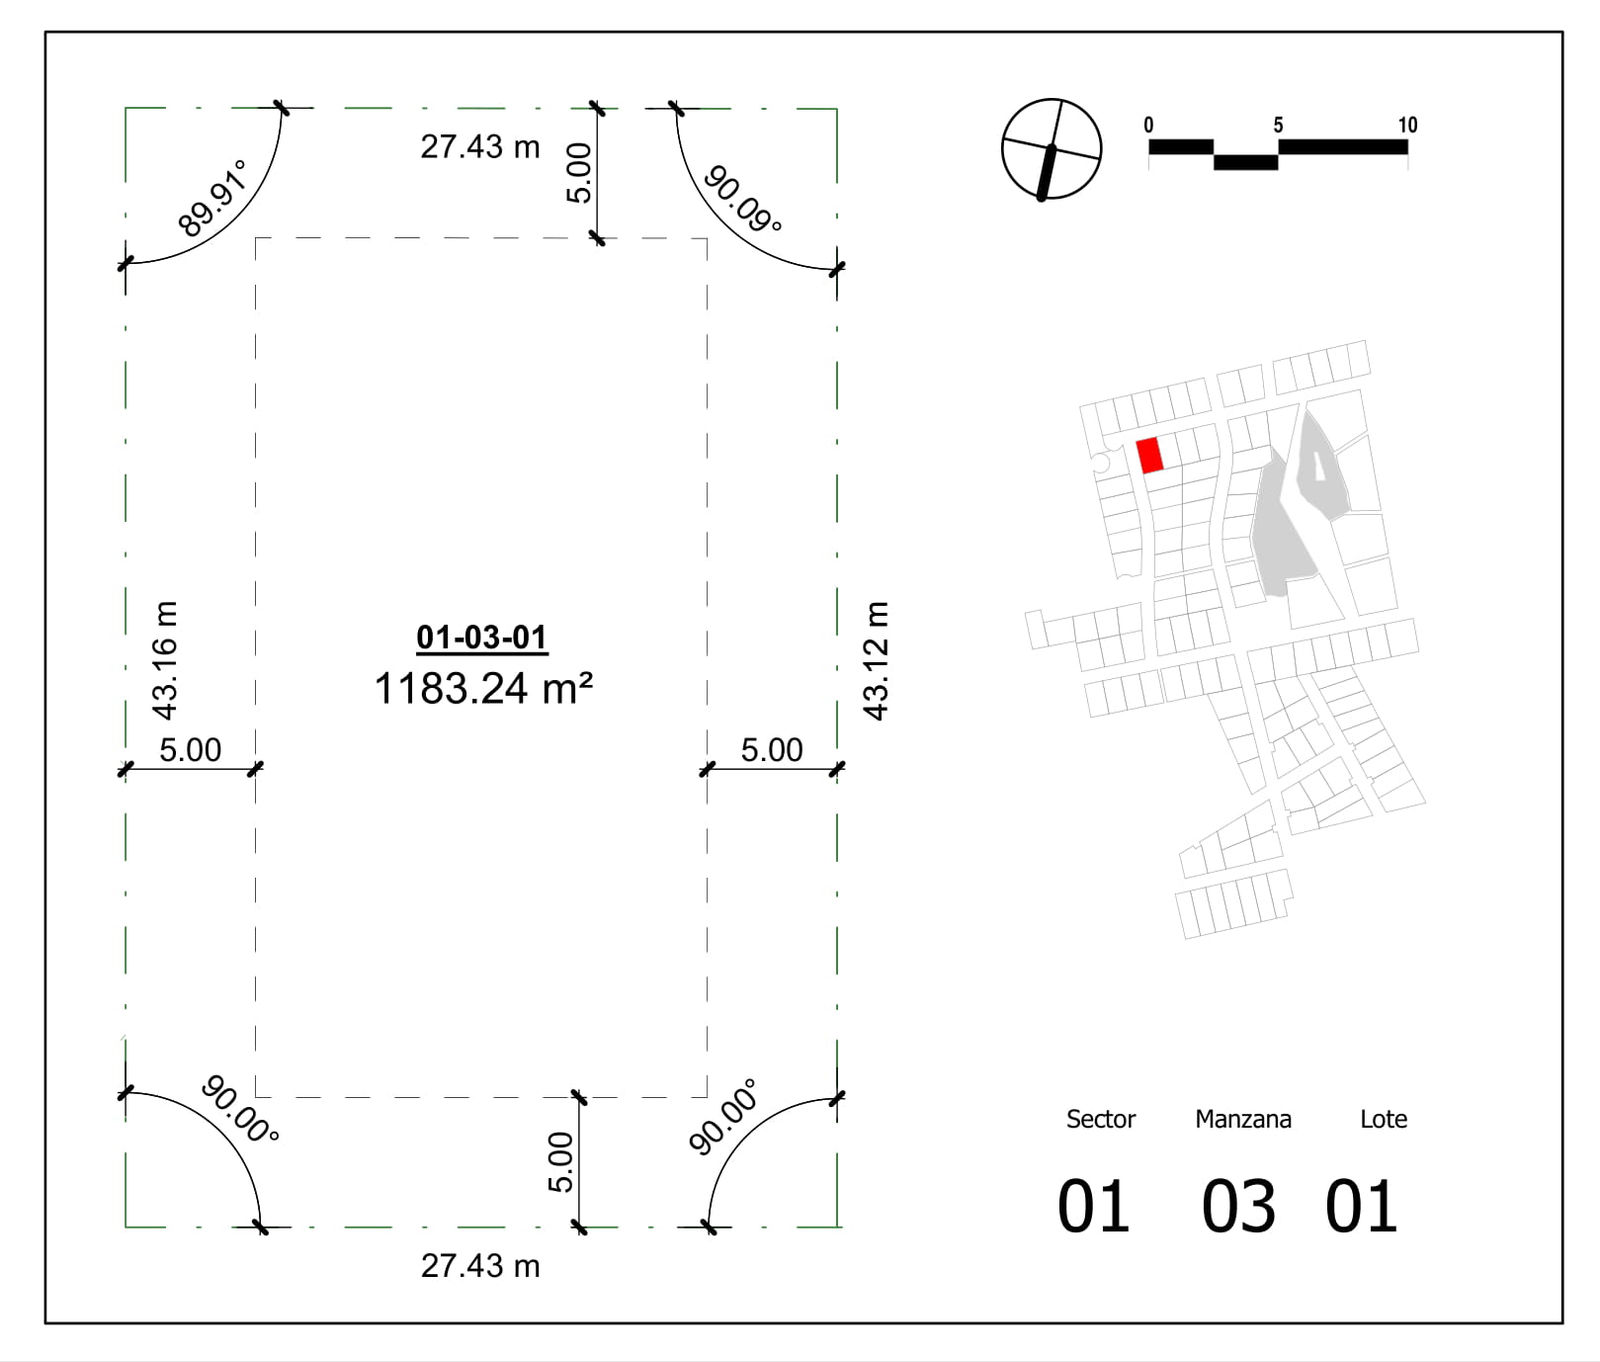 27.43 m
5.00
89.91°
90.09°
0 5 10
43.16 m
43.12 m
01-03-01
1183.24 m²
5.00
5.00
90.00°
90.00°
5.00
27.43 m
Sector Manzana Lote
01 03 01